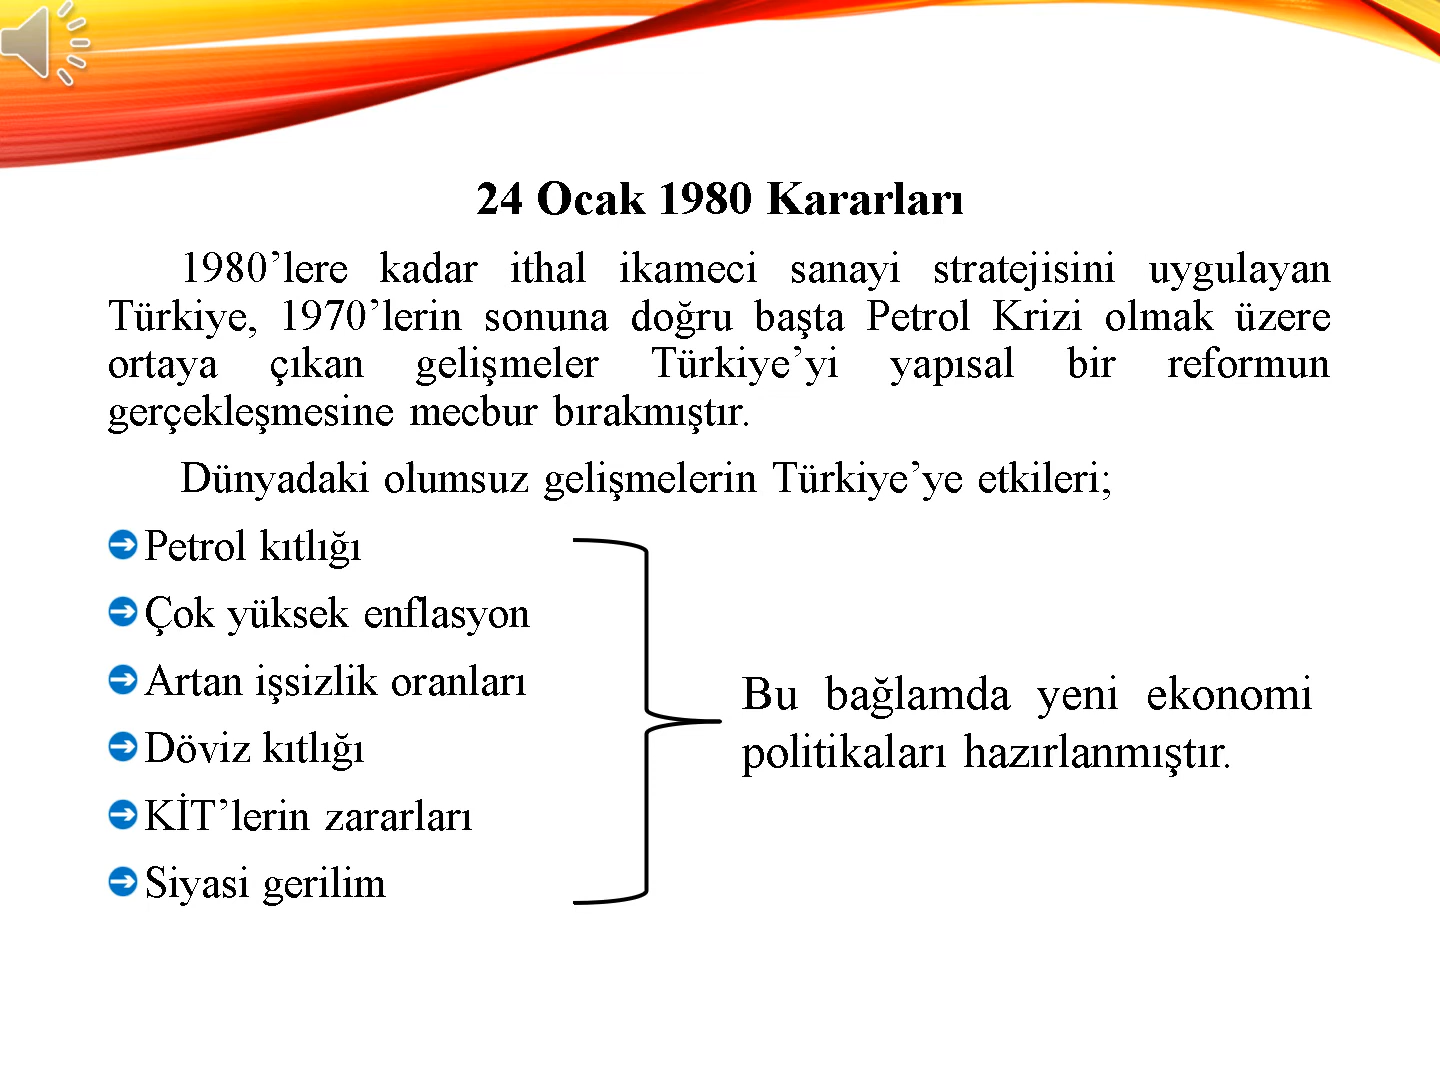 24 Ocak 1980 Kararları
1980’lere kadar ithal ikameci sanayi stratejisini uygulayan
Türkiye, 1970’lerin sonuna doğru başta Petrol Krizi olmak üzere
ortaya çıkan gelişmeler Türkiye’yi yapısal bir reformun
gerçekleşmesine mecbur bırakmıştır.
Dünyadaki olumsuz gelişmelerin Türkiye’ye etkileri;
Petrol kıtlığı
Çok yüksek enflasyon
Artan işsizlik oranları
Döviz kıtlığı
KİT’lerin zararları
Siyasi gerilim
Bu bağlamda yeni ekonomi
politikaları hazırlanmıştır.